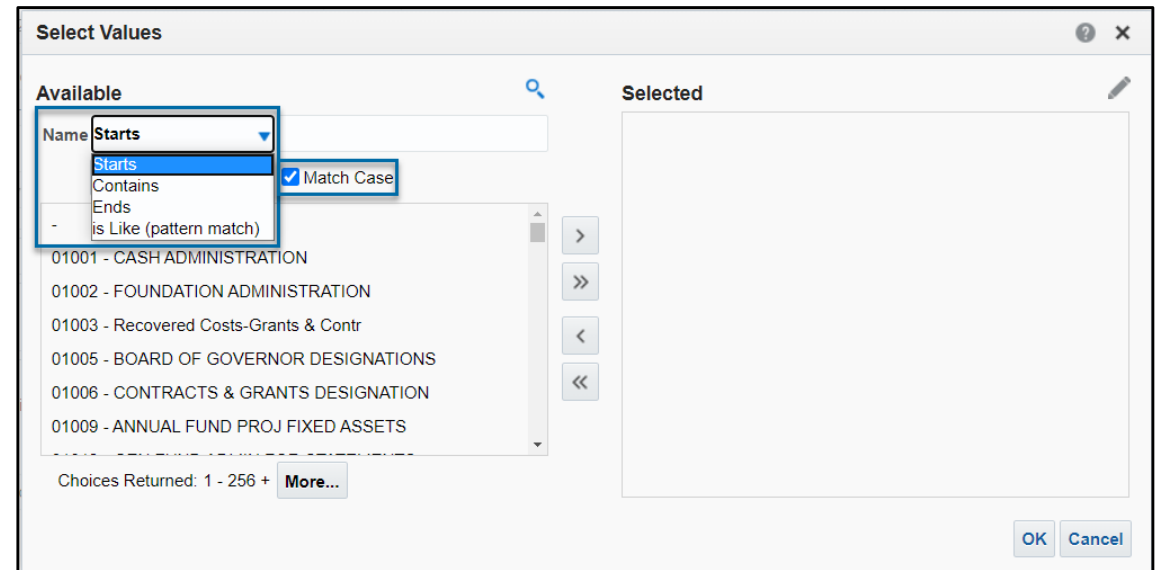 Select Values
Available
Selected
Name Starts
Starts
Contains
Ends
is Like (pattern match)
Match Case
-
01001 - CASH ADMINISTRATION
01002 - FOUNDATION ADMINISTRATION
01003 - Recovered Costs-Grants & Contr
01005 - BOARD OF GOVERNOR DESIGNATIONS
01006 - CONTRACTS & GRANTS DESIGNATION
01009 - ANNUAL FUND PROJ FIXED ASSETS
Choices Returned: 1 - 256 + More...
OK Cancel